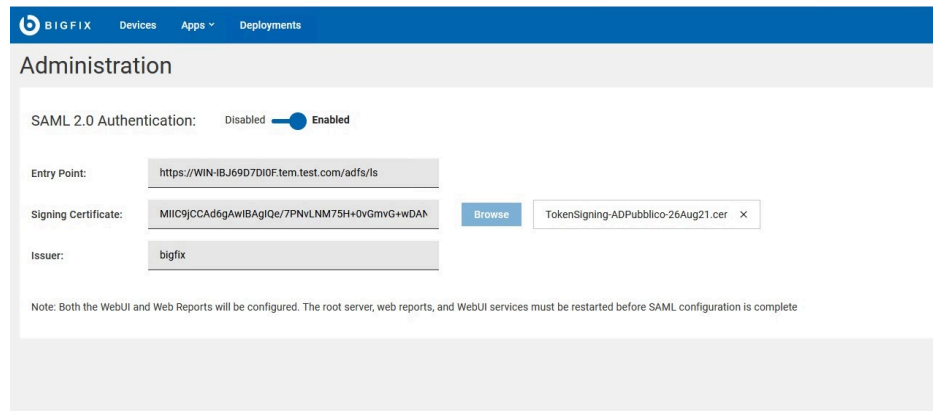 BIGFIX Devices Apps Deployments
Administration
SAML 2.0 Authentication: Disabled Enabled
Entry Point: https://WIN-IBJ69D7DI0F.tem.test.com/adfs/ls
Signing Certificate: MIIC9jCCAd6gAwIBAgIQe/7PNvLNM75H+0vGmvG+wDAN Browse TokenSigning-ADPubblico-26Aug21.cer ×
Issuer: bigfix
Note: Both the WebUI and Web Reports will be configured. The root server, web reports, and WebUI services must be restarted before SAML configuration is complete